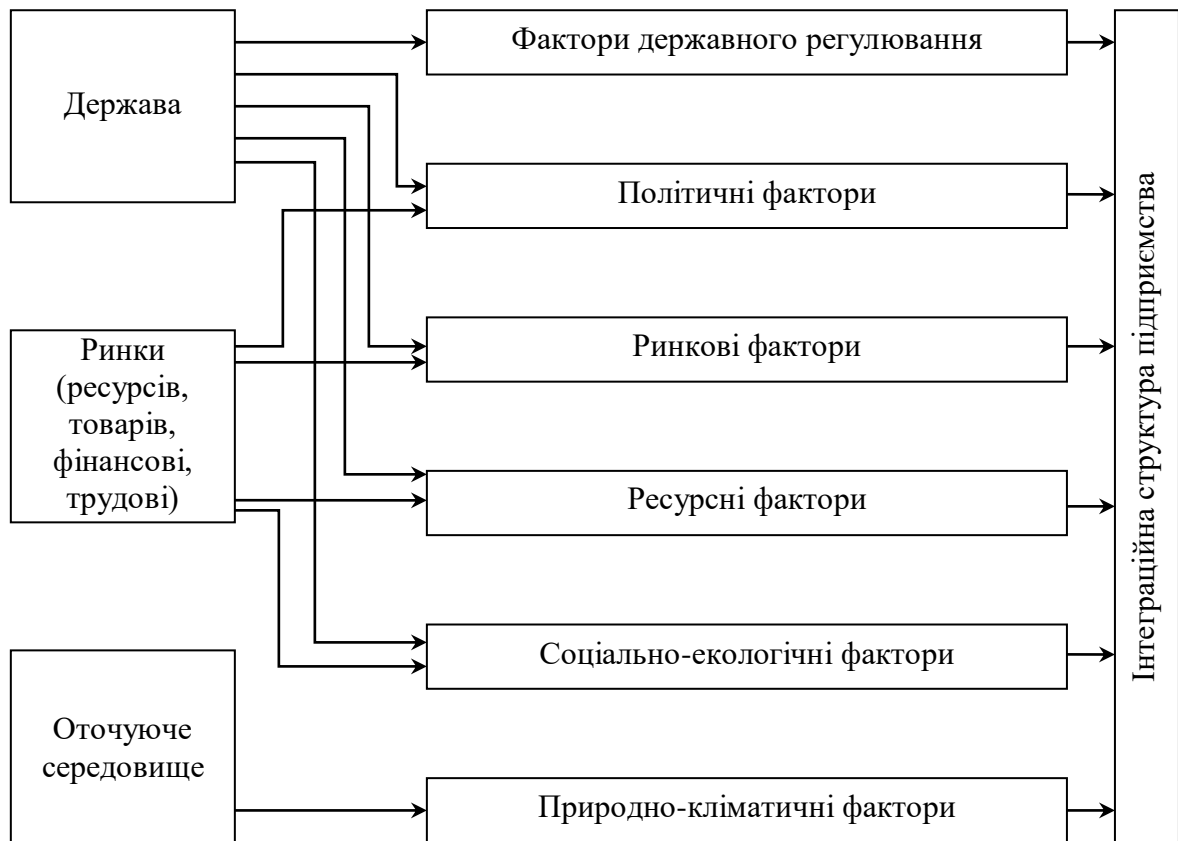 Держава
Ринки
(ресурсів,
товарів,
фінансові,
трудові)
Оточуюче
середовище
Фактори державного регулювання
Політичні фактори
Ринкові фактори
Ресурсні фактори
Соціально-екологічні фактори
Природно-кліматичні фактори
Інтеграційна структура підприємства